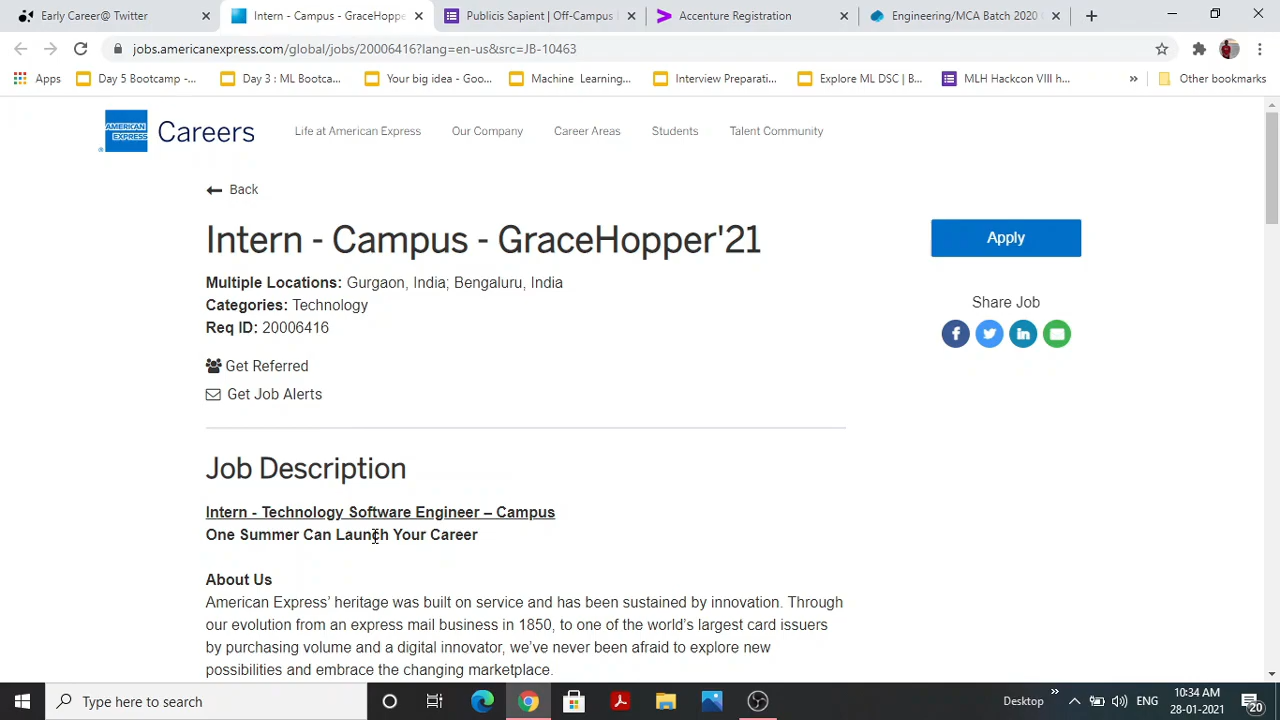 Early Career@ Twitter
Intern - Campus - GraceHoppe
Publicis Sapient | Off-Campus
Accenture Registration
Engineering/MCA Batch 2020
jobs.americanexpress.com/global/jobs/20006416?lang=en-us&src=JB-10463
Apps
Day 5 Bootcamp -...
Day 3 : ML Bootca...
Your big idea - Goo...
Machine Learning...
Interview Preparati...
Explore ML DSC | B...
MLH Hackcon VIII h...
»
Other bookmarks
AMERICAN EXPRESS
Careers
Life at American Express
Our Company
Career Areas
Students
Talent Community
Back
Intern - Campus - GraceHopper'21
Apply
Multiple Locations: Gurgaon, India; Bengaluru, India
Categories: Technology
Req ID: 20006416
Share Job
Get Referred
Get Job Alerts
Job Description
Intern - Technology Software Engineer – Campus
One Summer Can Launch Your Career
About Us
American Express’ heritage was built on service and has been sustained by innovation. Through
our evolution from an express mail business in 1850, to one of the world’s largest card issuers
by purchasing volume and a digital innovator, we’ve never been afraid to explore new
possibilities and embrace the changing marketplace.
Type here to search
Desktop
»
ENG
10:34 AM
28-01-2021
20